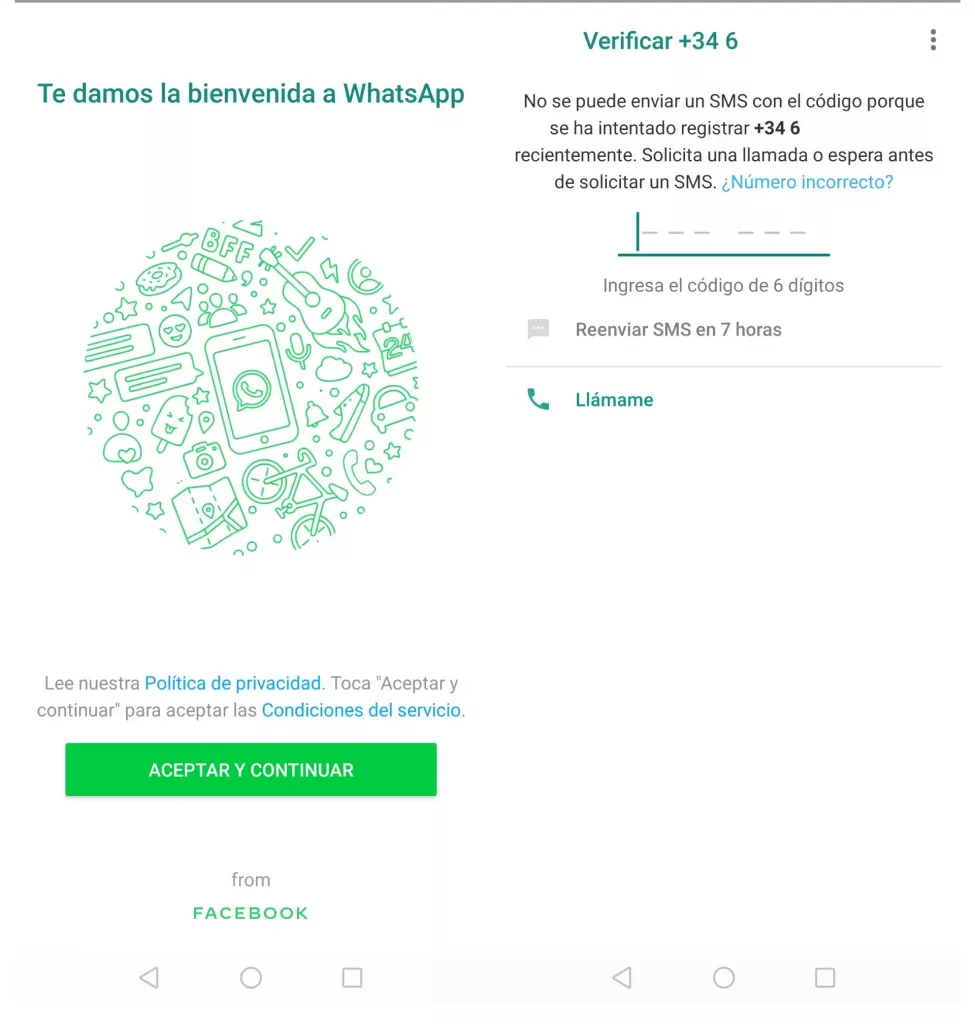 Te damos la bienvenida a WhatsApp
BFF
24
Lee nuestra Política de privacidad. Toca "Aceptar y
continuar" para aceptar las Condiciones del servicio.
ACEPTAR Y CONTINUAR
from
FACEBOOK
Verificar +34 6
No se puede enviar un SMS con el código porque
se ha intentado registrar +34 6
recientemente. Solicita una llamada o espera antes
de solicitar un SMS. ¿Número incorrecto?
Ingresa el código de 6 dígitos
Reenviar SMS en 7 horas
Llámame